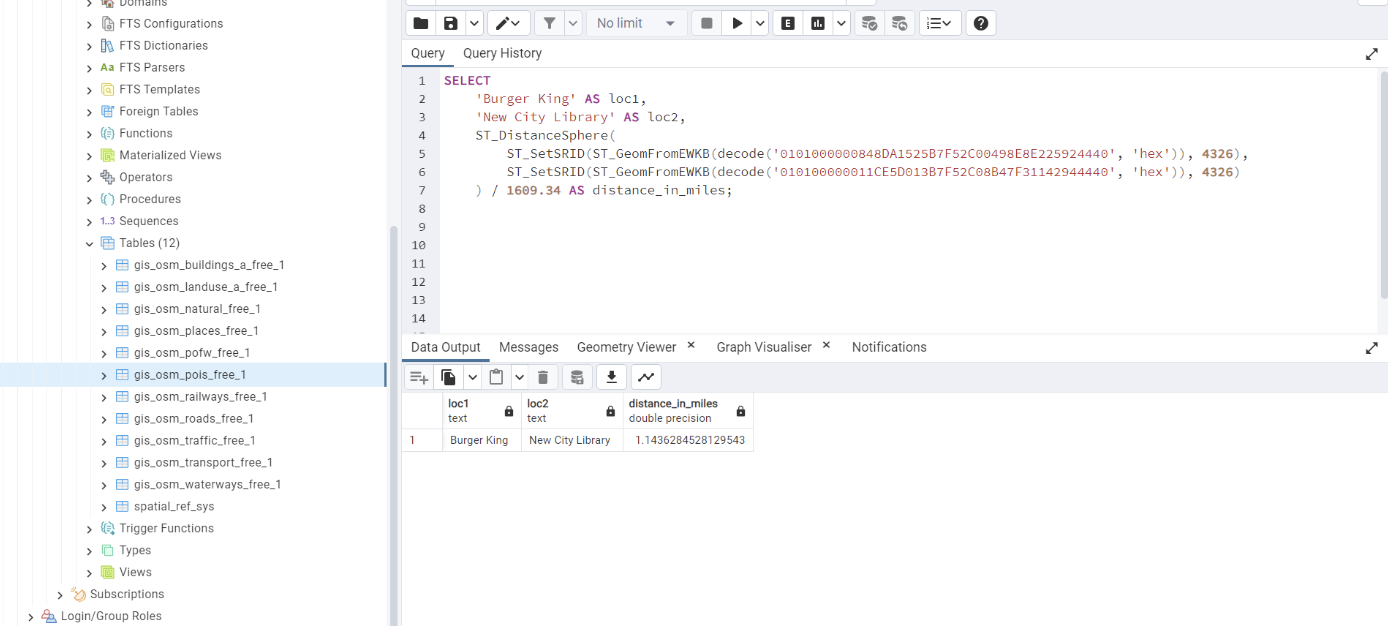 Domains
FTS Configurations
FTS Dictionaries
Aa FTS Parsers
FTS Templates
Foreign Tables
Functions
Materialized Views
Operators
Procedures
1..3 Sequences
Tables (12)
gis_osm_buildings_a_free_1
gis_osm_landuse_a_free_1
gis_osm_natural_free_1
gis_osm_places_free_1
gis_osm_pofw_free_1
gis_osm_pois_free_1
gis_osm_railways_free_1
gis_osm_roads_free_1
gis_osm_traffic_free_1
gis_osm_transport_free_1
gis_osm_waterways_free_1
spatial_ref_sys
Trigger Functions
Types
Views
Subscriptions
Login/Group Roles
No limit
E
Query Query History
1 SELECT
2 'Burger King' AS loc1,
3 'New City Library' AS loc2,
4 ST_DistanceSphere(
5 ST_SetSRID(ST_GeomFromEWKB(decode('0101000000848DA1525B7F52C00498E8E225924440', 'hex')), 4326),
6 ST_SetSRID(ST_GeomFromEWKB(decode('010100000011CE5D013B7F52C08B47F31142944440', 'hex')), 4326)
7 ) / 1609.34 AS distance_in_miles;
8
9
10
11
12
13
14
Data Output Messages Geometry Viewer × Graph Visualiser × Notifications
loc1 loc2 distance_in_miles
text text double precision
1 Burger King New City Library 1.1436284528129543